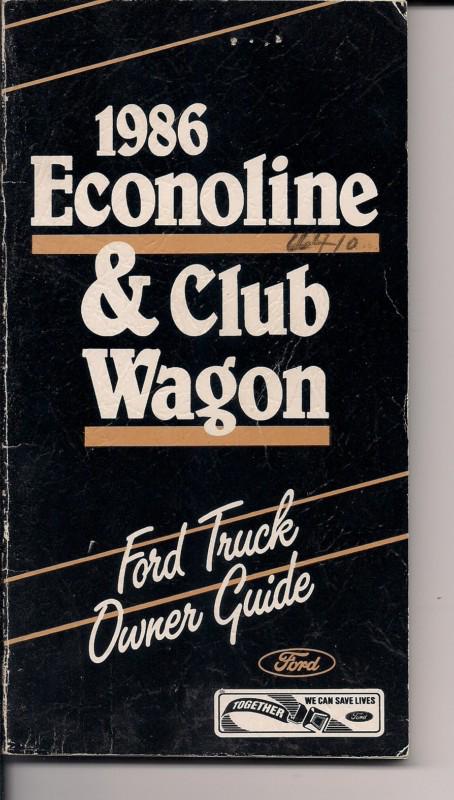 1986
Econoline
& Club
Wagon
Ford Truck
Owner Guide
Ford
TOGETHER
WE CAN SAVE LIVES
Ford